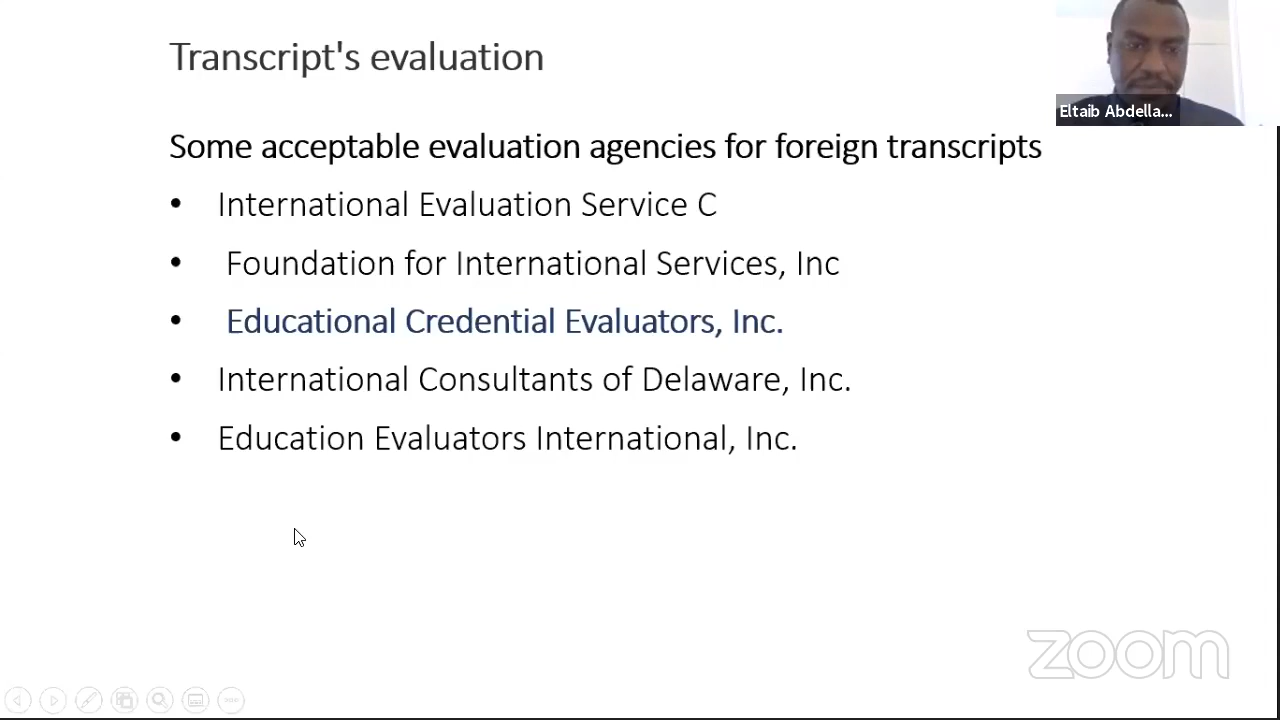 Transcript's evaluation
Eltaib Abdella...
Some acceptable evaluation agencies for foreign transcripts
• International Evaluation Service C
• Foundation for International Services, Inc
• Educational Credential Evaluators, Inc.
• International Consultants of Delaware, Inc.
• Education Evaluators International, Inc.
zoom